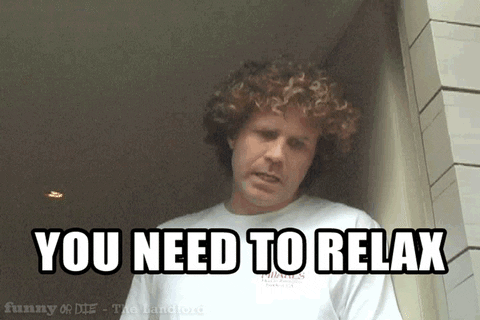 YOU NEED TO RELAX
funny OR DIE - The Landlord